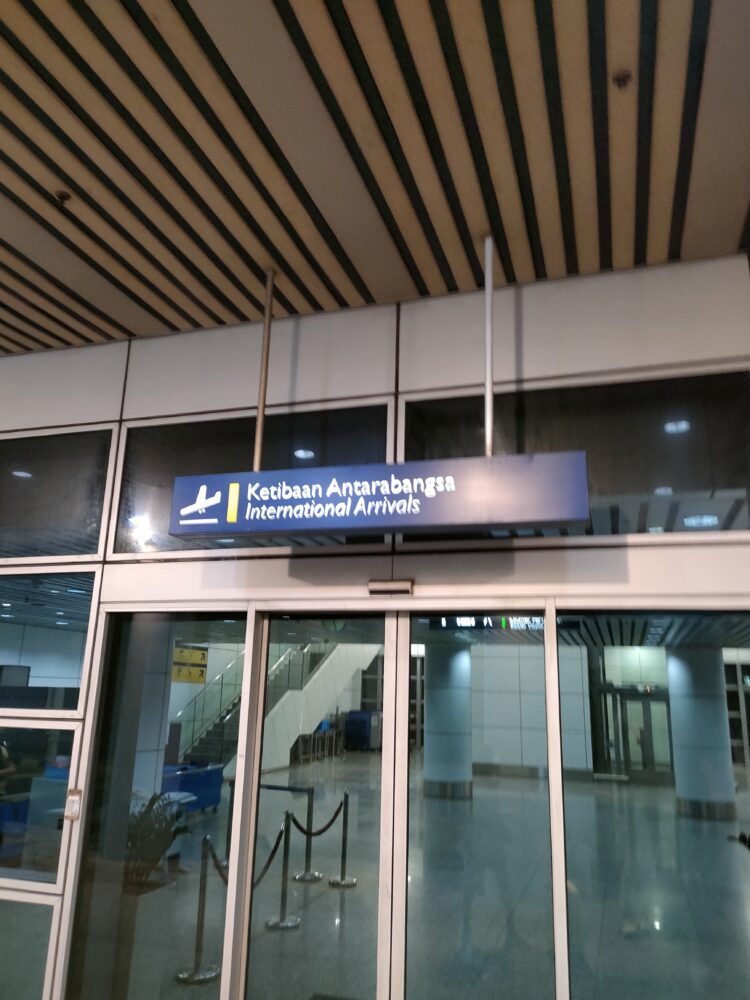 Ketibaan Antarabangsa
International Arrivals